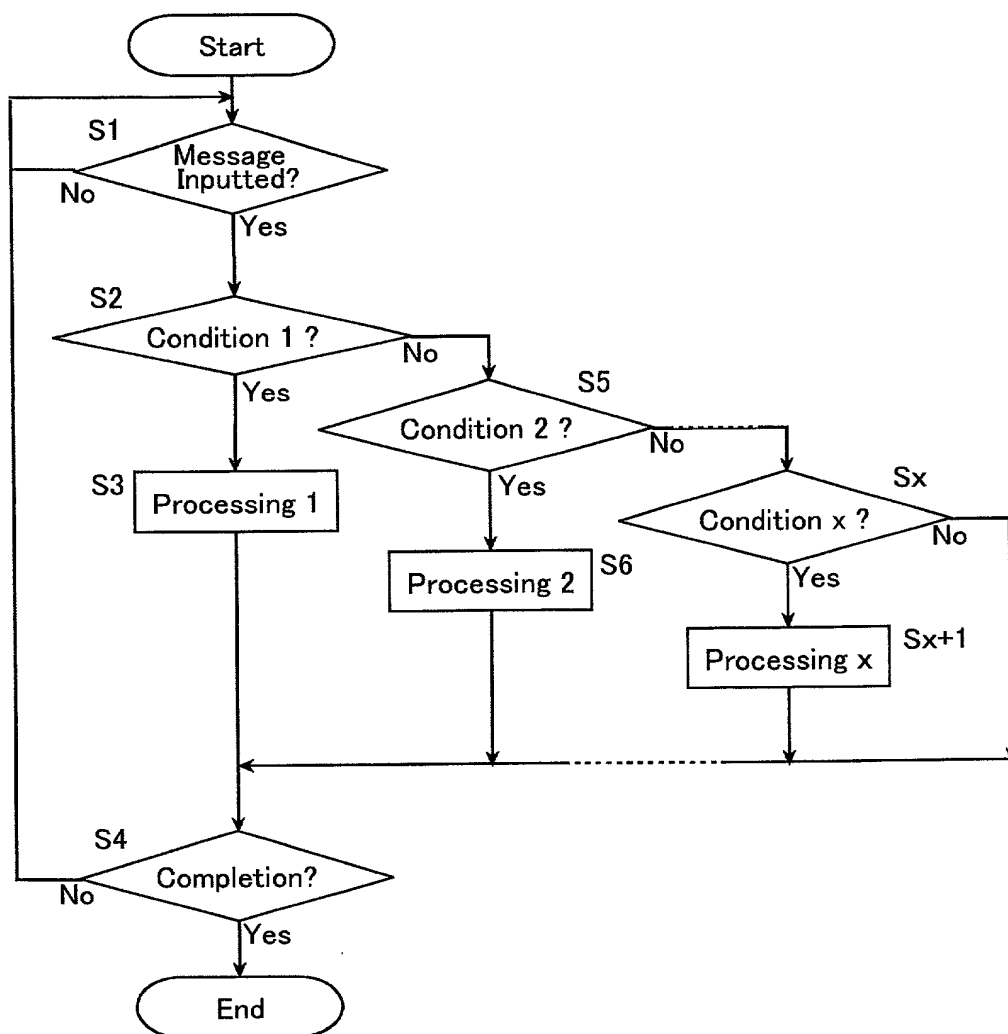 Start
S1
Message
Inputted?
No
Yes
S2
Condition 1 ?
No
Yes
S5
Condition 2 ?
No
Yes
S3
Processing 1
Sx
Condition x ?
No
Yes
S6
Processing 2
Sx+1
Processing x
S4
Completion?
No
Yes
End